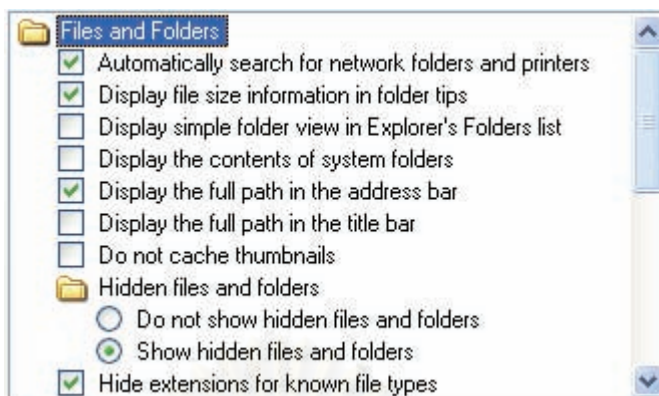 Files and Folders
Automatically search for network folders and printers
Display file size information in folder tips
Display simple folder view in Explorer's Folders list
Display the contents of system folders
Display the full path in the address bar
Display the full path in the title bar
Do not cache thumbnails
Hidden files and folders
Do not show hidden files and folders
Show hidden files and folders
Hide extensions for known file types